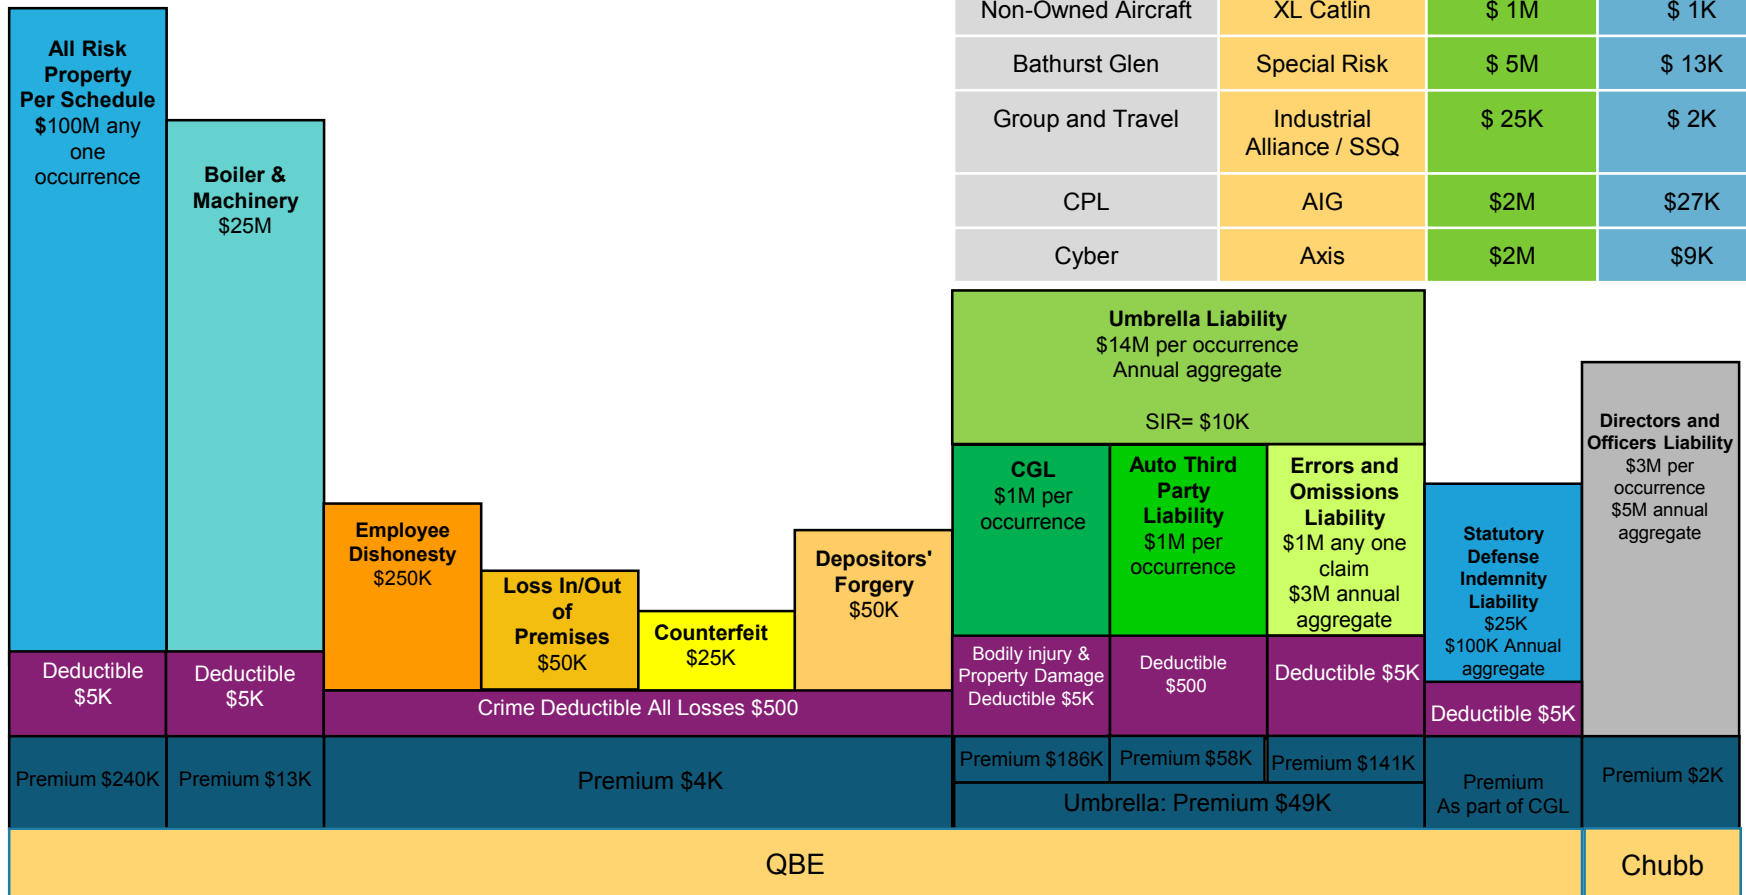 Non-Owned Aircraft XL Catlin $ 1M $ 1K
Bathurst Glen Special Risk $ 5M $ 13K
Group and Travel Industrial $ 25K $ 2K
Alliance / SSQ
CPL AIG $2M $27K
Cyber Axis $2M $9K
All Risk
Property
Per Schedule
$100M any
one
occurrence
Boiler &
Machinery
$25M
Employee
Dishonesty
$250K
Loss In/Out
of
Premises
$50K
Counterfeit
$25K
Depositors'
Forgery
$50K
Umbrella Liability
$14M per occurrence
Annual aggregate
SIR= $10K
CGL
$1M per
occurrence
Auto Third
Party
Liability
$1M per
occurrence
Errors and
Omissions
Liability
$1M any one
claim
$3M annual
aggregate
Statutory
Defense
Indemnity
Liability
$25K
$100K Annual
aggregate
Directors and
Officers Liability
$3M per
occurrence
$5M annual
aggregate
Deductible
$5K
Deductible
$5K
Crime Deductible All Losses $500
Bodily injury &
Property Damage
Deductible $5K
Deductible
$500
Deductible $5K
Deductible $5K
Premium $240K
Premium $13K
Premium $4K
Premium $186K
Premium $58K
Premium $141K
Umbrella: Premium $49K
Premium
As part of CGL
Premium $2K
QBE
Chubb